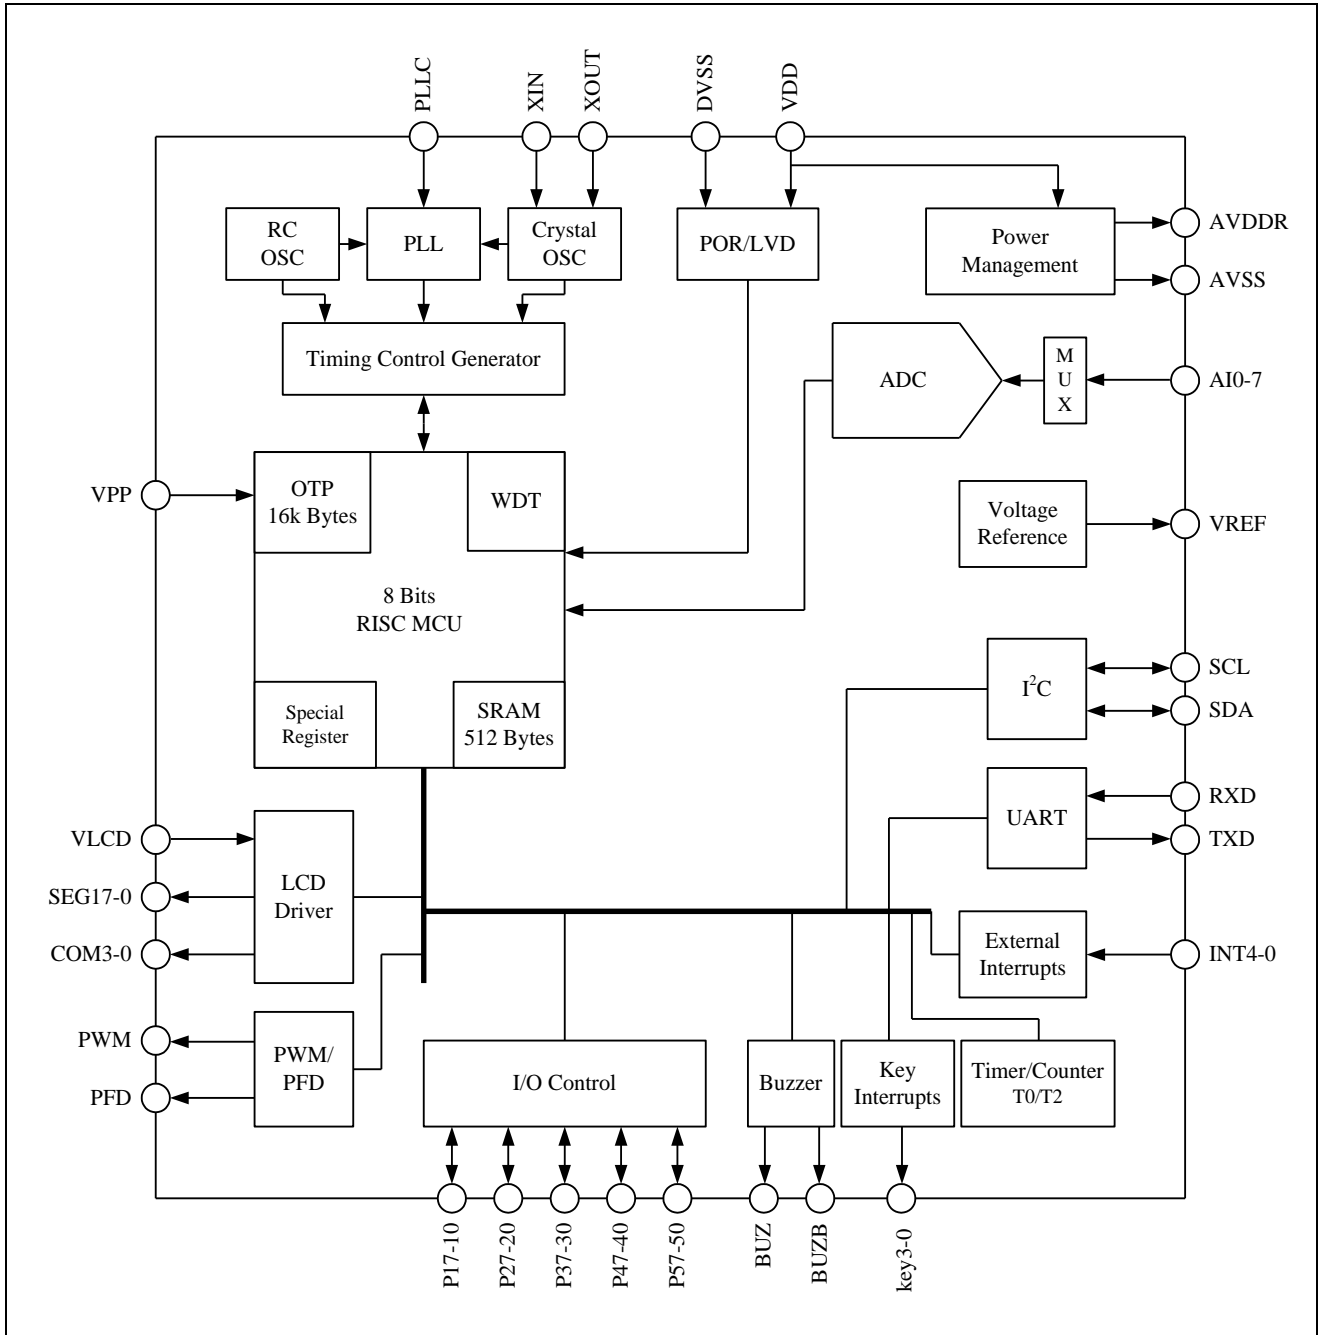 PLLC
XIN
XOUT
DVSS
VDD
RC
OSC
PLL
Crystal
OSC
POR/LVD
Power
Management
AVDDR
AVSS
Timing Control Generator
ADC
M
U
X
AI0-7
VPP
OTP
16k Bytes
WDT
Voltage
Reference
VREF
8 Bits
RISC MCU
Special
Register
SRAM
512 Bytes
I²C
SCL
SDA
UART
RXD
TXD
VLCD
SEG17-0
COM3-0
LCD
Driver
External
Interrupts
INT4-0
PWM
PFD
PWM/
PFD
I/O Control
Buzzer
Key
Interrupts
Timer/Counter
T0/T2
P17-10
P27-20
P37-30
P47-40
P57-50
BUZ
BUZB
key3-0